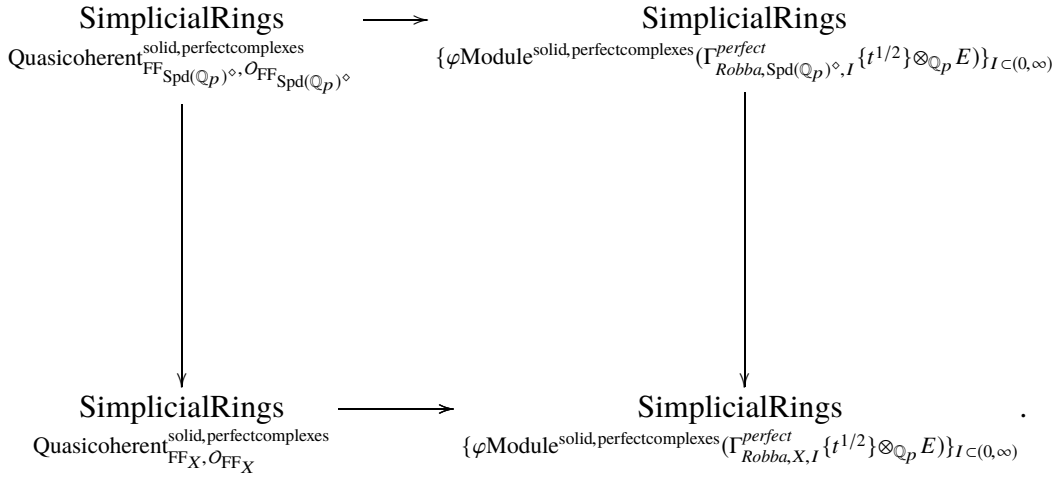 SimplicialRings SimplicialRings
Quasicoherent^{solid,perfectcomplexes}_{FF_{Spd(ℚ_p)^⋄},O_{FF_{Spd(ℚ_p)^⋄}}} {φModule^{solid,perfectcomplexes}(Γ^{perfect}_{Robba,Spd(ℚ_p)^⋄,I}{t^{1/2}}⊗_{ℚ_p}E)}_{I⊂(0,∞)}
SimplicialRings SimplicialRings .
Quasicoherent^{solid,perfectcomplexes}_{FF_X,O_{FF_X}} {φModule^{solid,perfectcomplexes}(Γ^{perfect}_{Robba,X,I}{t^{1/2}}⊗_{ℚ_p}E)}_{I⊂(0,∞)}